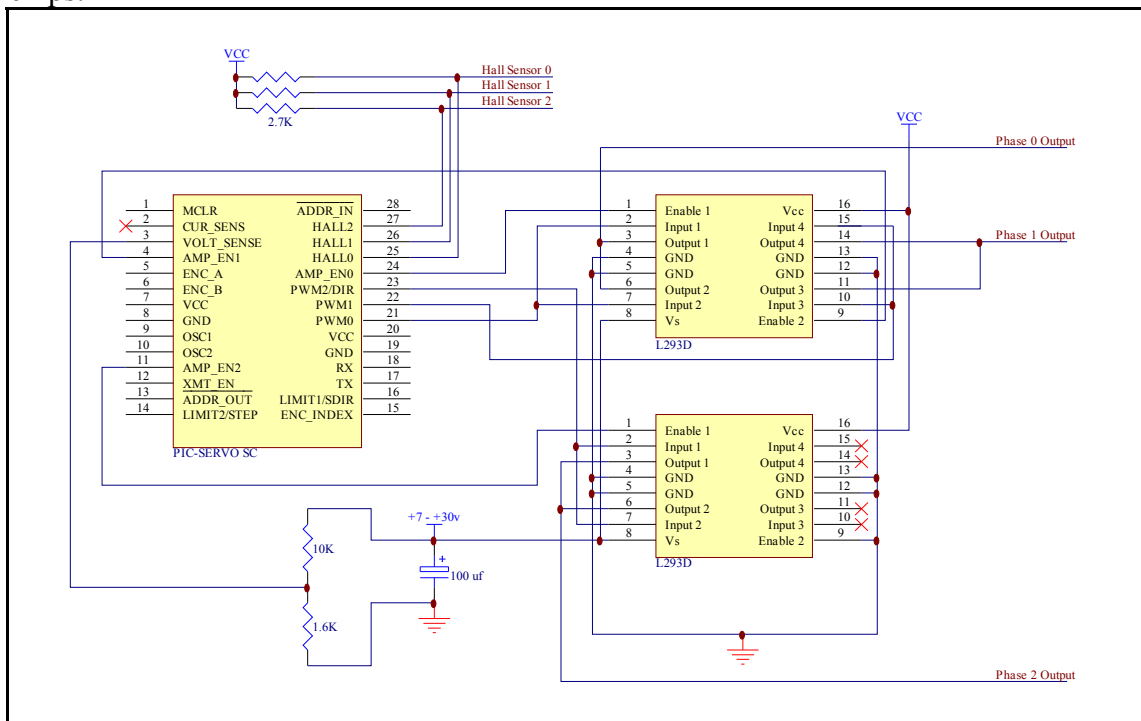 VCC
Hall Sensor 0
Hall Sensor 1
Hall Sensor 2
2.7K
VCC
Phase 0 Output
Phase 1 Output
1 MCLR ADDR_IN 28
2 CUR_SENS HALL2 27
3 VOLT_SENSE HALL1 26
4 AMP_EN1 HALL0 25
5 ENC_A AMP_EN0 24
6 ENC_B PWM2/DIR 23
7 VCC PWM1 22
8 GND PWM0 21
9 OSC1 VCC 20
10 OSC2 GND 19
11 AMP_EN2 RX 18
12 XMT_EN TX 17
13 ADDR_OUT LIMIT1/SDIR 16
14 LIMIT2/STEP ENC_INDEX 15
PIC-SERVO SC
1 Enable 1 Vcc 16
2 Input 1 Input 4 15
3 Output 1 Output 4 14
4 GND GND 13
5 GND GND 12
6 Output 2 Output 3 11
7 Input 2 Input 3 10
8 Vs Enable 2 9
L293D
1 Enable 1 Vcc 16
2 Input 1 Input 4 15
3 Output 1 Output 4 14
4 GND GND 13
5 GND GND 12
6 Output 2 Output 3 11
7 Input 2 Input 3 10
8 Vs Enable 2 9
L293D
+7 - +30v
10K
+
100 uf
1.6K
Phase 2 Output